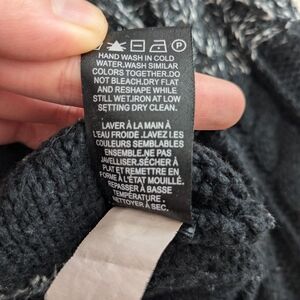 P
HAND WASH IN COLD
WATER.WASH SIMILAR
COLORS TOGETHER.DO
NOT BLEACH.DRY FLAT
AND RESHAPE WHILE
STILL WET.IRON AT LOW
SETTING.DRY CLEAN.
LAVER À LA MAIN À
L'EAU FROIDE .LAVEZ LES
COULEURS SEMBLABLES
ENSEMBLE.NE PAS
JAVELLISER.SÉCHER À
PLAT ET REMETTRE EN
FORME À L'ÉTAT MOUILLÉ.
REPASSER À BASSE
TEMPÉRATURE.
NETTOYER À SEC.